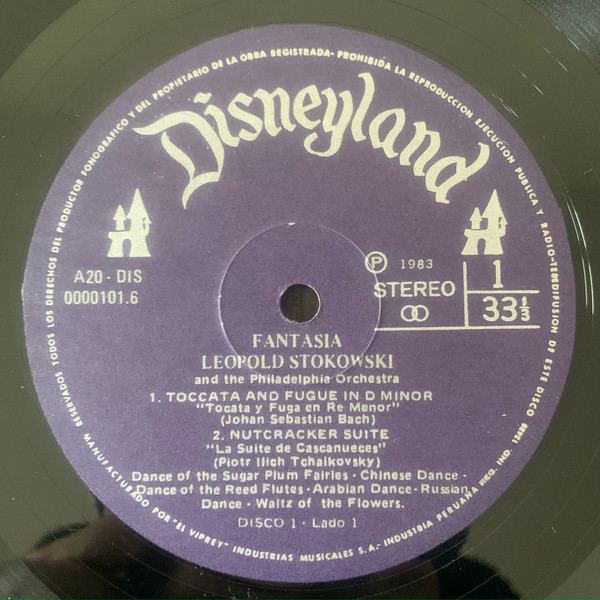 RESERVADOS TODOS LOS DERECHOS DEL PRODUCTOR FONOGRAFICO Y DEL PROPIETARIO DE LA OBRA REGISTRADA- PROHIBIDA LA REPRODUCCION EJECUCION PUBLICA Y RADIO-TELEDIFUSION DE ESTE DISCO
Disneyland
A20 - DIS
0000101.6
P 1983
STEREO
1
33 1/3
FANTASIA
LEOPOLD STOKOWSKI
and the Philadelphia Orchestra
1. TOCCATA AND FUGUE IN D MINOR
"Tocata y Fuga en Re Menor"
(Johan Sebastian Bach)
2. NUTCRACKER SUITE
"La Suite de Cascanueces"
(Piotr Ilich Tchaikovsky)
Dance of the Sugar Plum Fairies - Chinese Dance -
Dance of the Reed Flutes - Arabian Dance - Russian
Dance - Waltz of the Flowers.
DISCO 1 - Lado 1
MANUFACTURADO POR "EL VIRREY" INDUSTRIAS MUSICALES S.A.- INDUSTRIA PERUANA REG. IND.